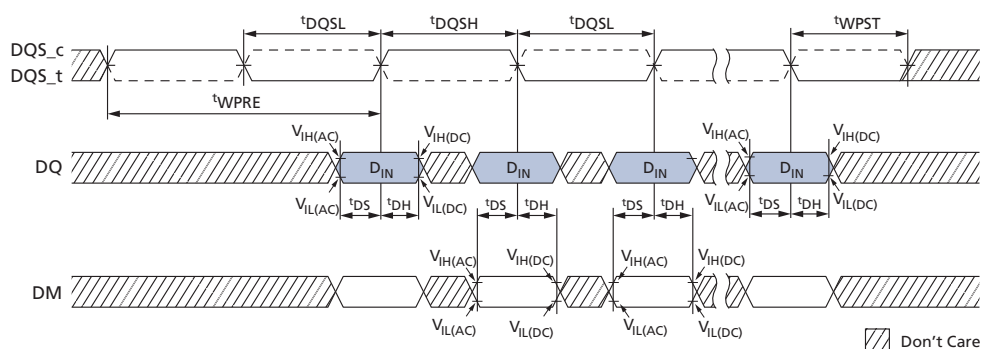 tDQSL tDQSH tDQSL tWPST
DQS_c
DQS_t
tWPRE
VIH(AC) VIH(DC) VIH(AC) VIH(DC)
DQ DIN DIN DIN DIN
VIL(AC) VIL(DC) VIL(AC) VIL(DC)
tDS tDH tDS tDH tDS tDH tDS tDH
VIH(AC) VIH(DC) VIH(AC) VIH(DC)
DM
VIL(AC) VIL(DC) VIL(AC) VIL(DC)
Don't Care